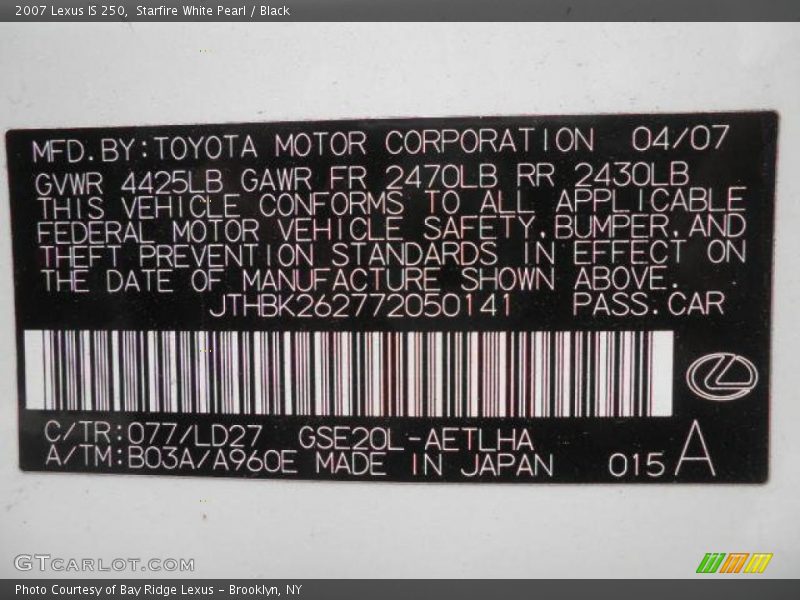 2007 Lexus IS 250,  Starfire White Pearl / Black
MFD.BY:TOYOTA MOTOR CORPORATION 04/07
GVWR 4425LB GAWR FR 2470LB RR 2430LB
THIS VEHICLE CONFORMS TO ALL APPLICABLE
FEDERAL MOTOR VEHICLE SAFETY,BUMPER,AND
THEFT PREVENTION STANDARDS IN EFFECT ON
THE DATE OF MANUFACTURE SHOWN ABOVE.
JTHBK262772050141 PASS.CAR
C/TR:077/LD27 GSE20L-AETLHA
A/TM:B03A/A960E MADE IN JAPAN 015 A
GTCARLOT.COM
Photo Courtesy of Bay Ridge Lexus - Brooklyn, NY